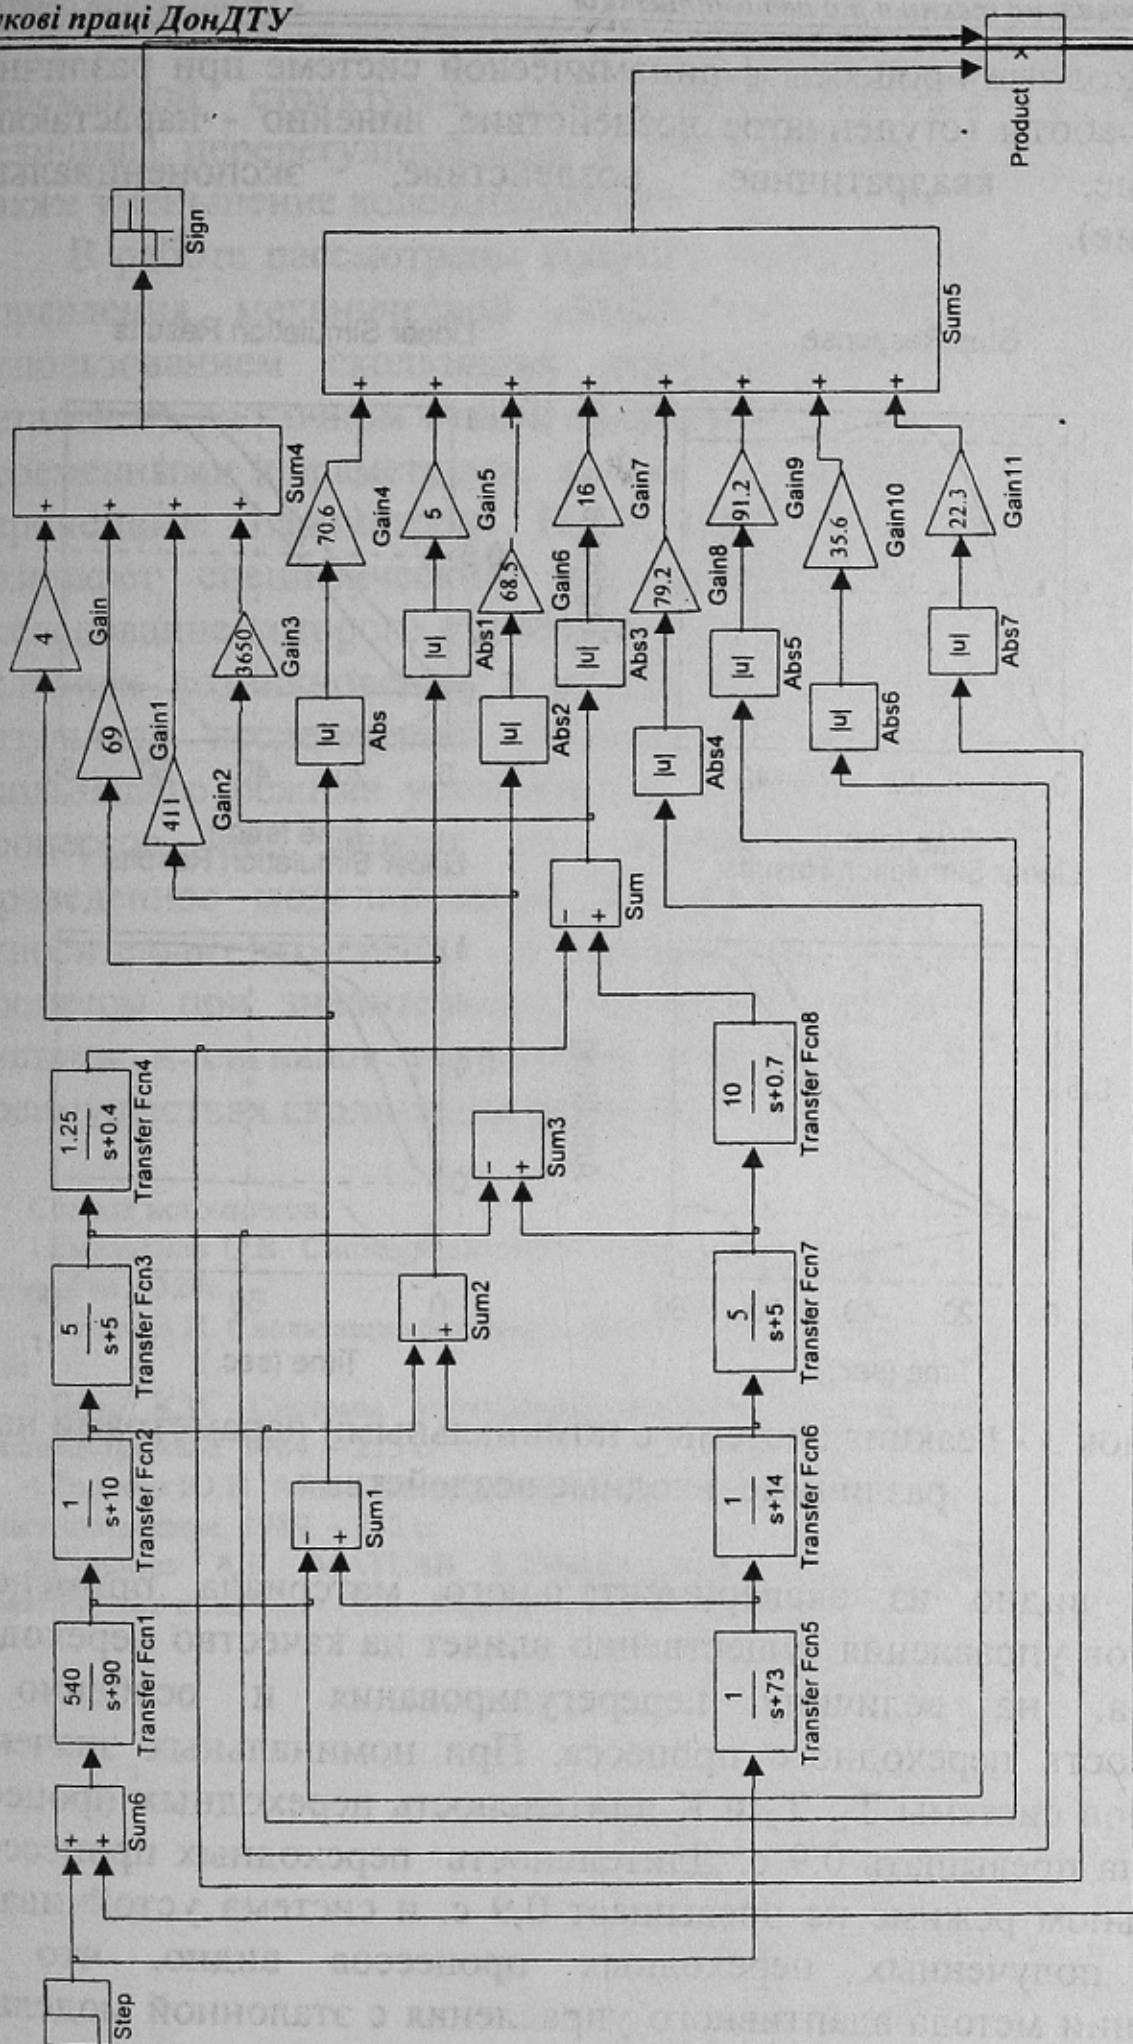 кові праці ДонДТУ
Step
+
+
Sum6
540
s+90
Transfer Fcn1
1
s+10
Transfer Fcn2
5
s+5
Transfer Fcn3
1.25
s+0.4
Transfer Fcn4
1
s+73
Transfer Fcn5
1
s+14
Transfer Fcn6
5
s+5
Transfer Fcn7
10
s+0.7
Transfer Fcn8
−
+
Sum1
−
+
Sum2
−
+
Sum3
−
+
Sum
4
Gain
69
Gain1
411
Gain2
3650
Gain3
+
+
+
+
Sum4
Sign
|u|
Abs
70.6
Gain4
|u|
Abs1
5
Gain5
|u|
Abs2
68.5
Gain6
|u|
Abs3
16
Gain7
|u|
Abs4
79.2
Gain8
|u|
Abs5
91.2
Gain9
|u|
Abs6
35.6
Gain10
|u|
Abs7
22.3
Gain11
+
+
+
+
+
+
+
+
Sum5
×
Product